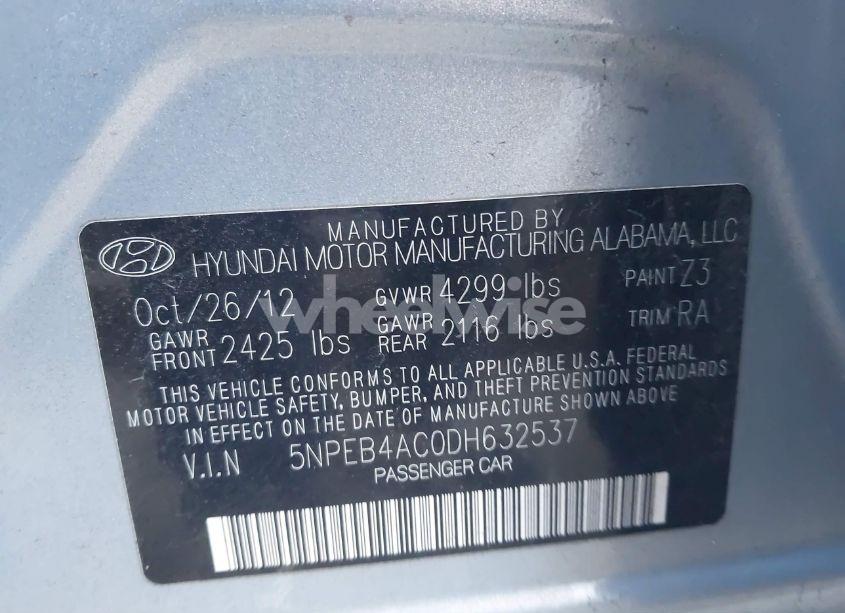 MANUFACTURED BY
HYUNDAI MOTOR MANUFACTURING ALABAMA, LLC
Oct/26/12 GVWR 4299 lbs PAINT Z3
GAWR FRONT 2425 lbs GAWR REAR 2116 lbs TRIM RA
THIS VEHICLE CONFORMS TO ALL APPLICABLE U.S.A. FEDERAL
MOTOR VEHICLE SAFETY, BUMPER, AND THEFT PREVENTION STANDARDS
IN EFFECT ON THE DATE OF MANUFACTURE SHOWN ABOVE
V.I.N 5NPEB4AC0DH632537
PASSENGER CAR
wheelwise